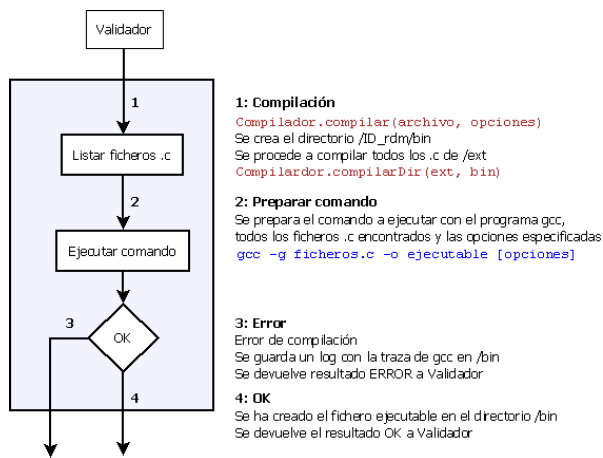 Validador
1
Listar ficheros .c
2
Ejecutar comando
3
OK
4
1: Compilación
Compilador.compilar(archivo, opciones)
Se crea el directorio /ID_rdm/bin
Se procede a compilar todos los .c de /ext
Compilardor.compilarDir(ext, bin)
2: Preparar comando
Se prepara el comando a ejecutar con el programa gcc,
todos los ficheros .c encontrados y las opciones especificadas
gcc -g ficheros.c -o ejecutable [opciones]
3: Error
Error de compilación
Se guarda un log con la traza de gcc en /bin
Se devuelve resultado ERROR a Validador
4: OK
Se ha creado el fichero ejecutable en el directorio /bin
Se devuelve el resultado OK a Validador